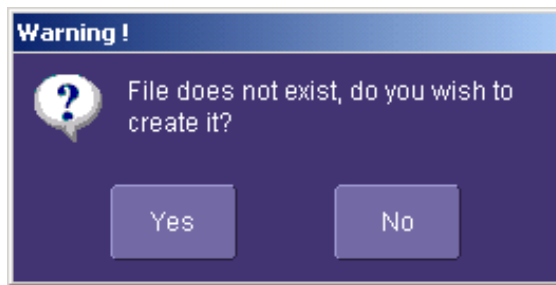 Warning !
File does not exist, do you wish to
create it?
Yes
No